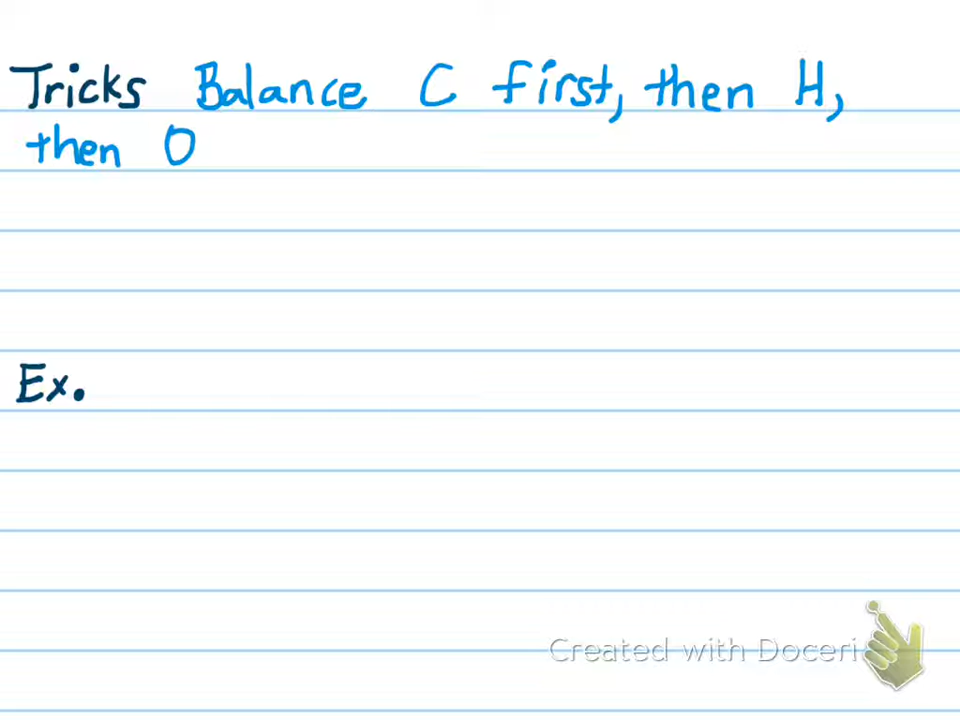 Tricks Balance C first, then H,
then O
Ex.
Created with Doceri